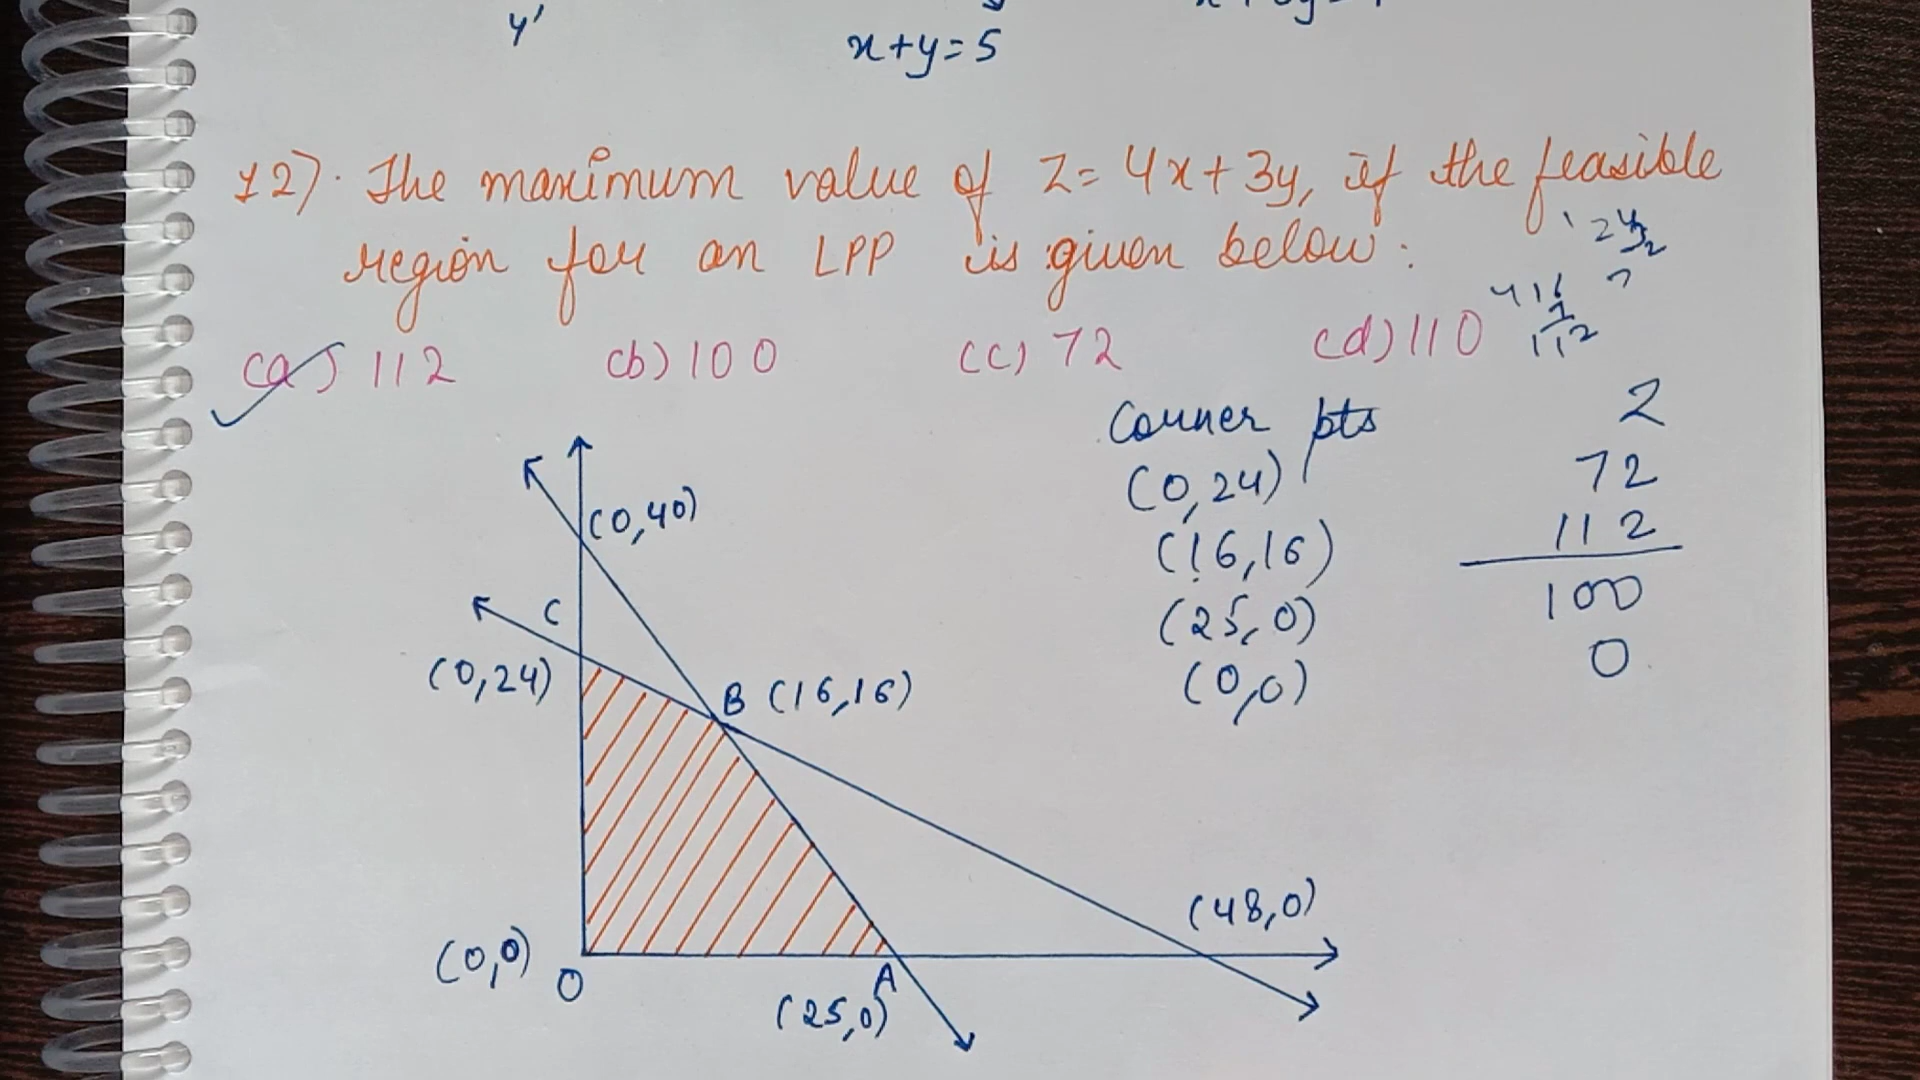 y'
x+y=5
12). The maximum value of Z= 4x+3y, if the feasible
region for an LPP is given below:
(a) 112 (b) 100 (c) 72 (d) 110
416
112
Corner pts Z
(0,24) 72
(16,16) 112
(25,0) 100
(0,0) 0
(0,40)
C
(0,24)
B (16,16)
(48,0)
(0,0)
O
A
(25,0)